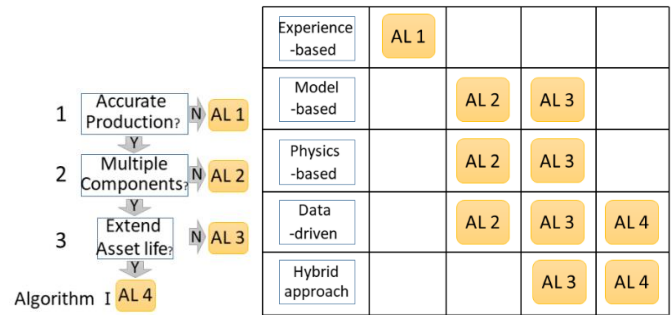 1
Accurate
Production?
N
AL 1
Y
2
Multiple
Components?
N
AL 2
Y
3
Extend
Asset life?
N
AL 3
Y
Algorithm I
AL 4
Experience
-based
AL 1
Model
-based
AL 2
AL 3
Physics
-based
AL 2
AL 3
Data
-driven
AL 2
AL 3
AL 4
Hybrid
approach
AL 3
AL 4